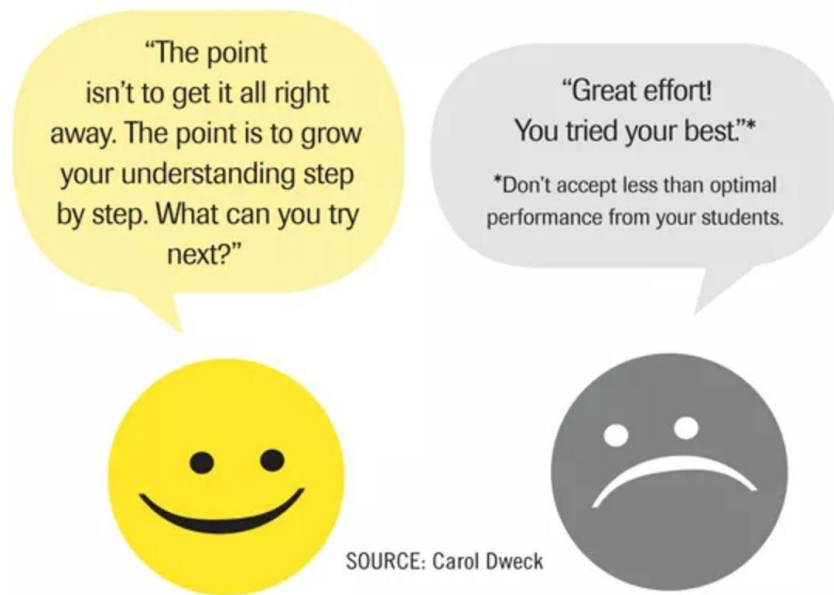 “The point
isn’t to get it all right
away. The point is to grow
your understanding step
by step. What can you try
next?”
“Great effort!
You tried your best.”*
*Don’t accept less than optimal
performance from your students.
SOURCE: Carol Dweck